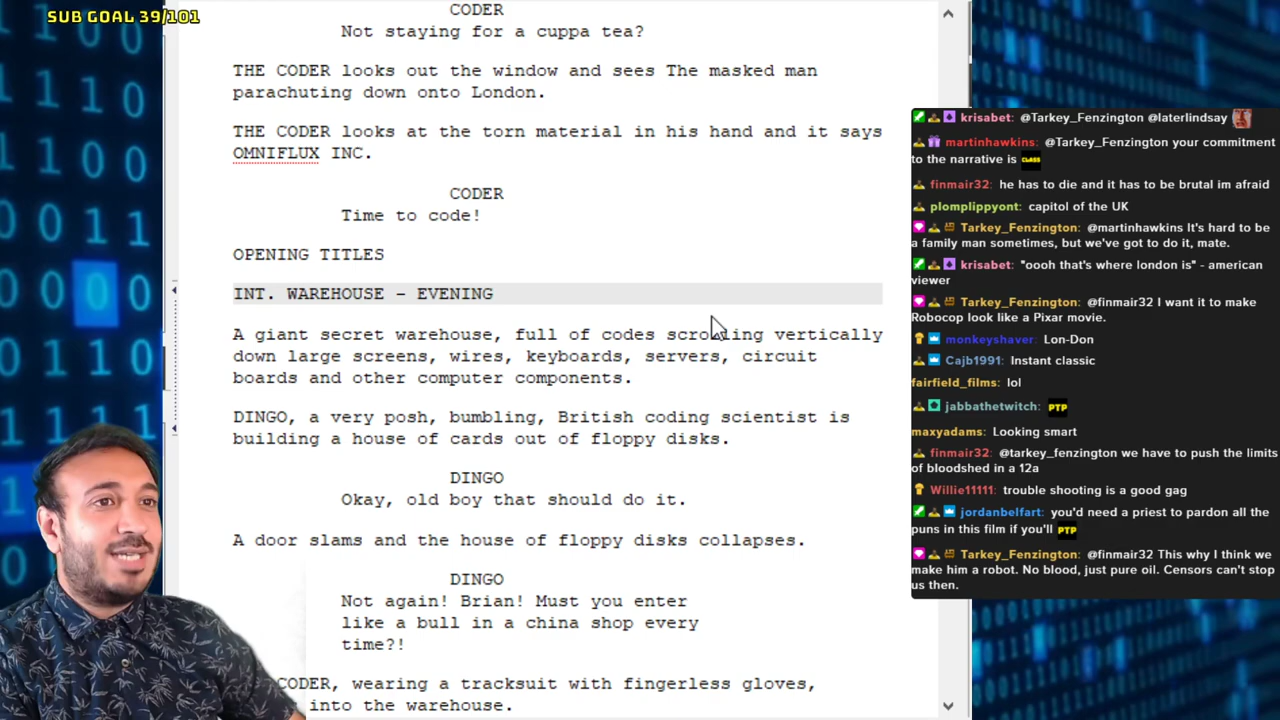 SUB GOAL 39/101
CODER
Not staying for a cuppa tea?
THE CODER looks out the window and sees The masked man
parachuting down onto London.
THE CODER looks at the torn material in his hand and it says
OMNIFLUX INC.
CODER
Time to code!
OPENING TITLES
INT. WAREHOUSE – EVENING
A giant secret warehouse, full of codes scrolling vertically
down large screens, wires, keyboards, servers, circuit
boards and other computer components.
DINGO, a very posh, bumbling, British coding scientist is
building a house of cards out of floppy disks.
DINGO
Okay, old boy that should do it.
A door slams and the house of floppy disks collapses.
DINGO
Not again! Brian! Must you enter
like a bull in a china shop every
time?!
CODER, wearing a tracksuit with fingerless gloves,
into the warehouse.
krisabet: @Tarkey_Fenzington @laterlindsay
martinhawkins: @Tarkey_Fenzington your commitment
to the narrative is CLASS
finmair32: he has to die and it has to be brutal im afraid
plomplippyont: capitol of the UK
Tarkey_Fenzington: @martinhawkins It's hard to be
a family man sometimes, but we've got to do it, mate.
krisabet: "oooh that's where london is" - american
viewer
Tarkey_Fenzington: @finmair32 I want it to make
Robocop look like a Pixar movie.
monkeyshaver: Lon-Don
Cajb1991: Instant classic
fairfield_films: lol
jabbathetwitch: PTP
maxyadams: Looking smart
finmair32: @tarkey_fenzington we have to push the limits
of bloodshed in a 12a
Willie11111: trouble shooting is a good gag
jordanbelfart: you'd need a priest to pardon all the
puns in this film if you'll PTP
Tarkey_Fenzington: @finmair32 This why I think we
make him a robot. No blood, just pure oil. Censors can't stop
us then.